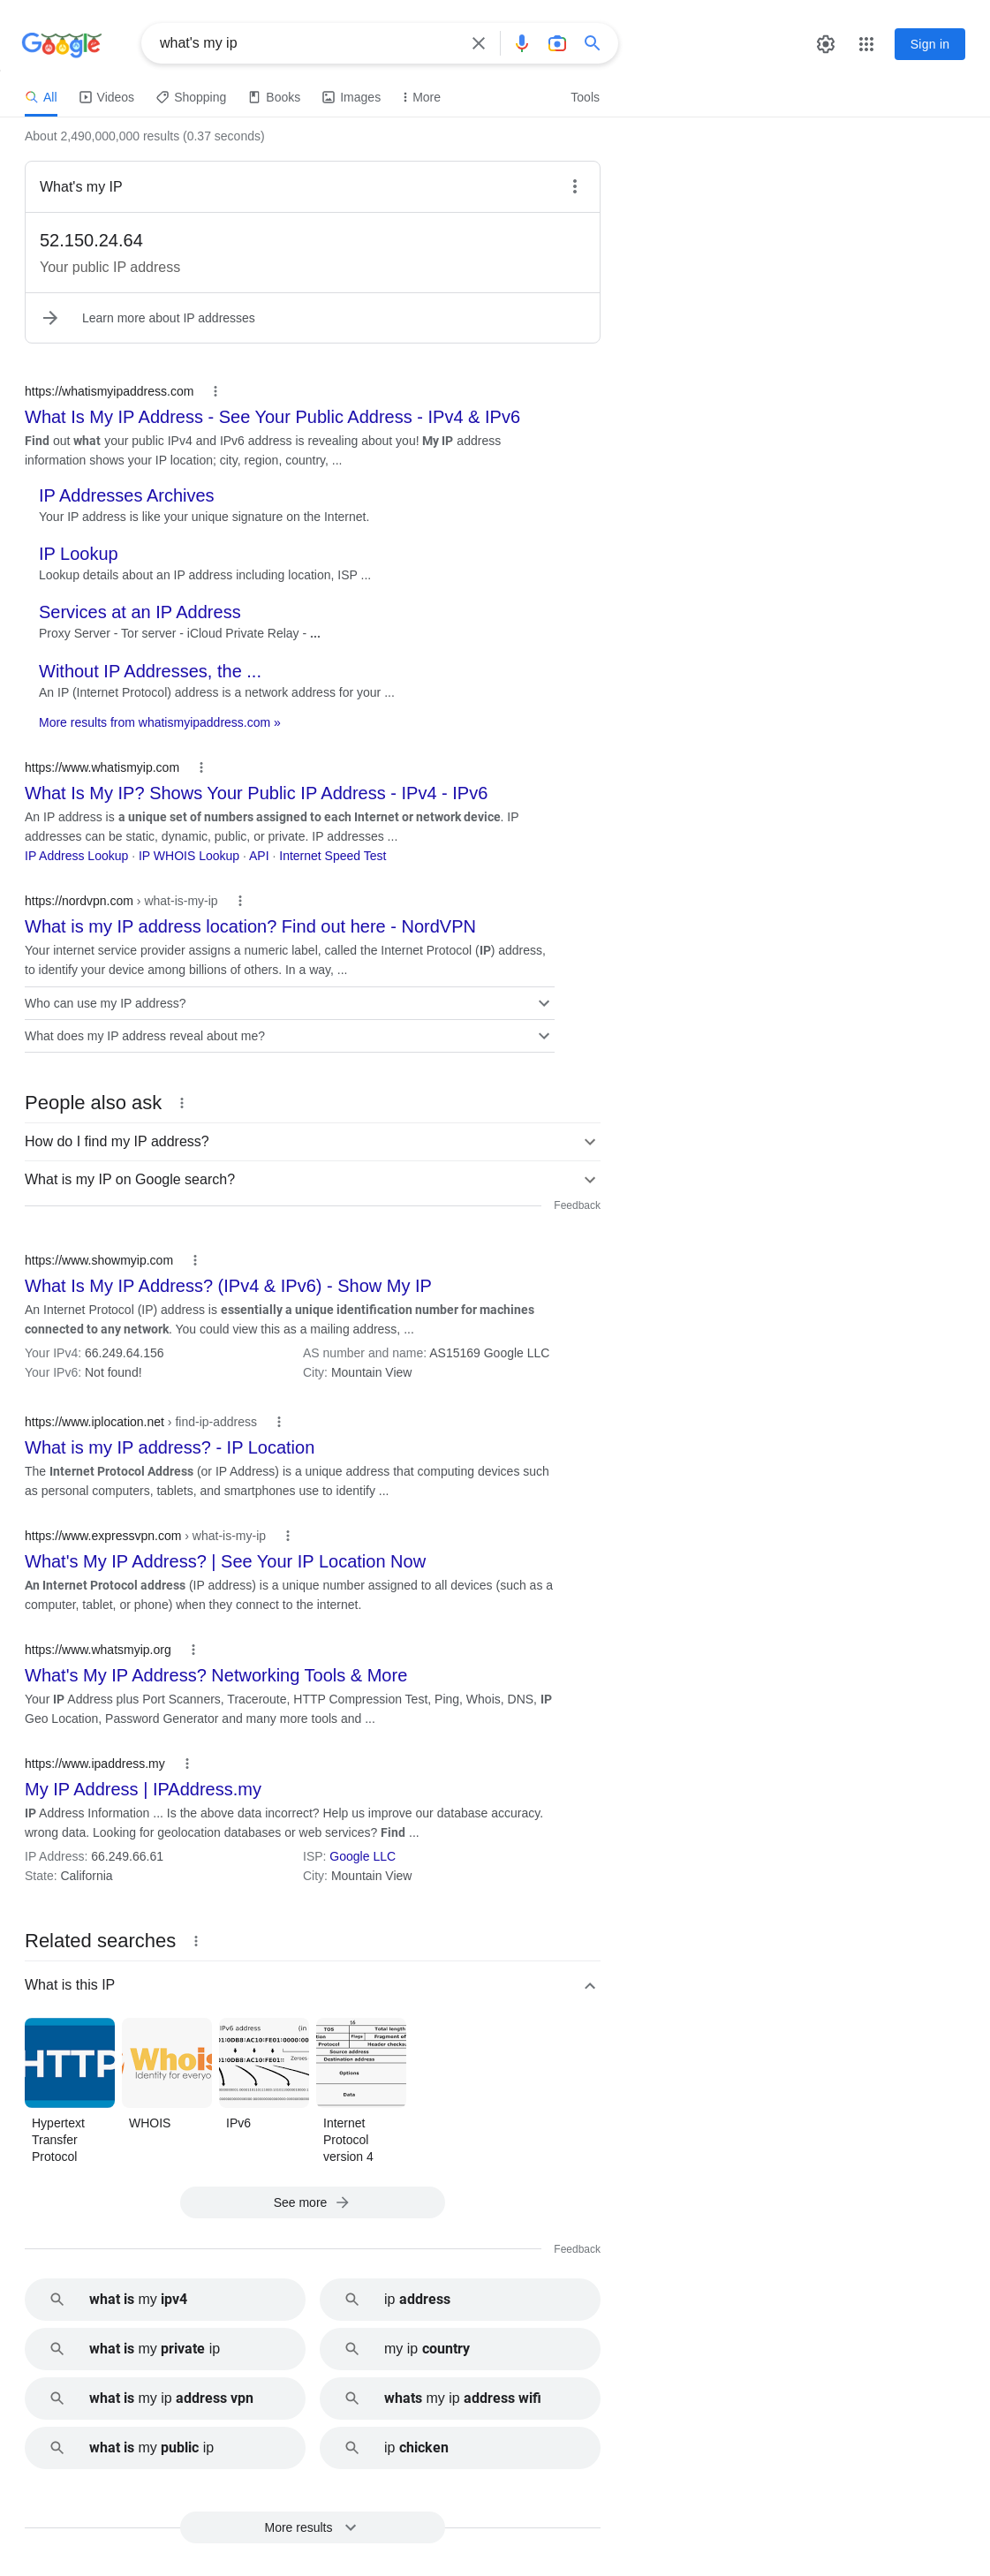 Google
what's my ip
Sign in
All Videos Shopping Books Images More Tools
About 2,490,000,000 results (0.37 seconds)
What's my IP
52.150.24.64
Your public IP address
Learn more about IP addresses
https://whatismyipaddress.com
What Is My IP Address - See Your Public Address - IPv4 & IPv6
Find out what your public IPv4 and IPv6 address is revealing about you! My IP address
information shows your IP location; city, region, country, ...
IP Addresses Archives
Your IP address is like your unique signature on the Internet.
IP Lookup
Lookup details about an IP address including location, ISP ...
Services at an IP Address
Proxy Server - Tor server - iCloud Private Relay - ...
Without IP Addresses, the ...
An IP (Internet Protocol) address is a network address for your ...
More results from whatismyipaddress.com »
https://www.whatismyip.com
What Is My IP? Shows Your Public IP Address - IPv4 - IPv6
An IP address is a unique set of numbers assigned to each Internet or network device. IP
addresses can be static, dynamic, public, or private. IP addresses ...
IP Address Lookup · IP WHOIS Lookup · API · Internet Speed Test
https://nordvpn.com › what-is-my-ip
What is my IP address location? Find out here - NordVPN
Your internet service provider assigns a numeric label, called the Internet Protocol (IP) address,
to identify your device among billions of others. In a way, ...
Who can use my IP address?
What does my IP address reveal about me?
People also ask
How do I find my IP address?
What is my IP on Google search?
Feedback
https://www.showmyip.com
What Is My IP Address? (IPv4 & IPv6) - Show My IP
An Internet Protocol (IP) address is essentially a unique identification number for machines
connected to any network. You could view this as a mailing address, ...
Your IPv4: 66.249.64.156 AS number and name: AS15169 Google LLC
Your IPv6: Not found! City: Mountain View
https://www.iplocation.net › find-ip-address
What is my IP address? - IP Location
The Internet Protocol Address (or IP Address) is a unique address that computing devices such
as personal computers, tablets, and smartphones use to identify ...
https://www.expressvpn.com › what-is-my-ip
What's My IP Address? | See Your IP Location Now
An Internet Protocol address (IP address) is a unique number assigned to all devices (such as a
computer, tablet, or phone) when they connect to the internet.
https://www.whatsmyip.org
What's My IP Address? Networking Tools & More
Your IP Address plus Port Scanners, Traceroute, HTTP Compression Test, Ping, Whois, DNS, IP
Geo Location, Password Generator and many more tools and ...
https://www.ipaddress.my
My IP Address | IPAddress.my
IP Address Information ... Is the above data incorrect? Help us improve our database accuracy.
wrong data. Looking for geolocation databases or web services? Find ...
IP Address: 66.249.66.61 ISP: Google LLC
State: California City: Mountain View
Related searches
What is this IP
HTTP
Whois
Identity for everyo
IPv6 address (in
Zeroes
16
TOS Total length
Flags Fragment of
Protocol Header checks
Source address
Destination address
Options
Data
Hypertext
Transfer
Protocol
WHOIS
IPv6
Internet
Protocol
version 4
See more
Feedback
what is my ipv4
ip address
what is my private ip
my ip country
what is my ip address vpn
whats my ip address wifi
what is my public ip
ip chicken
More results